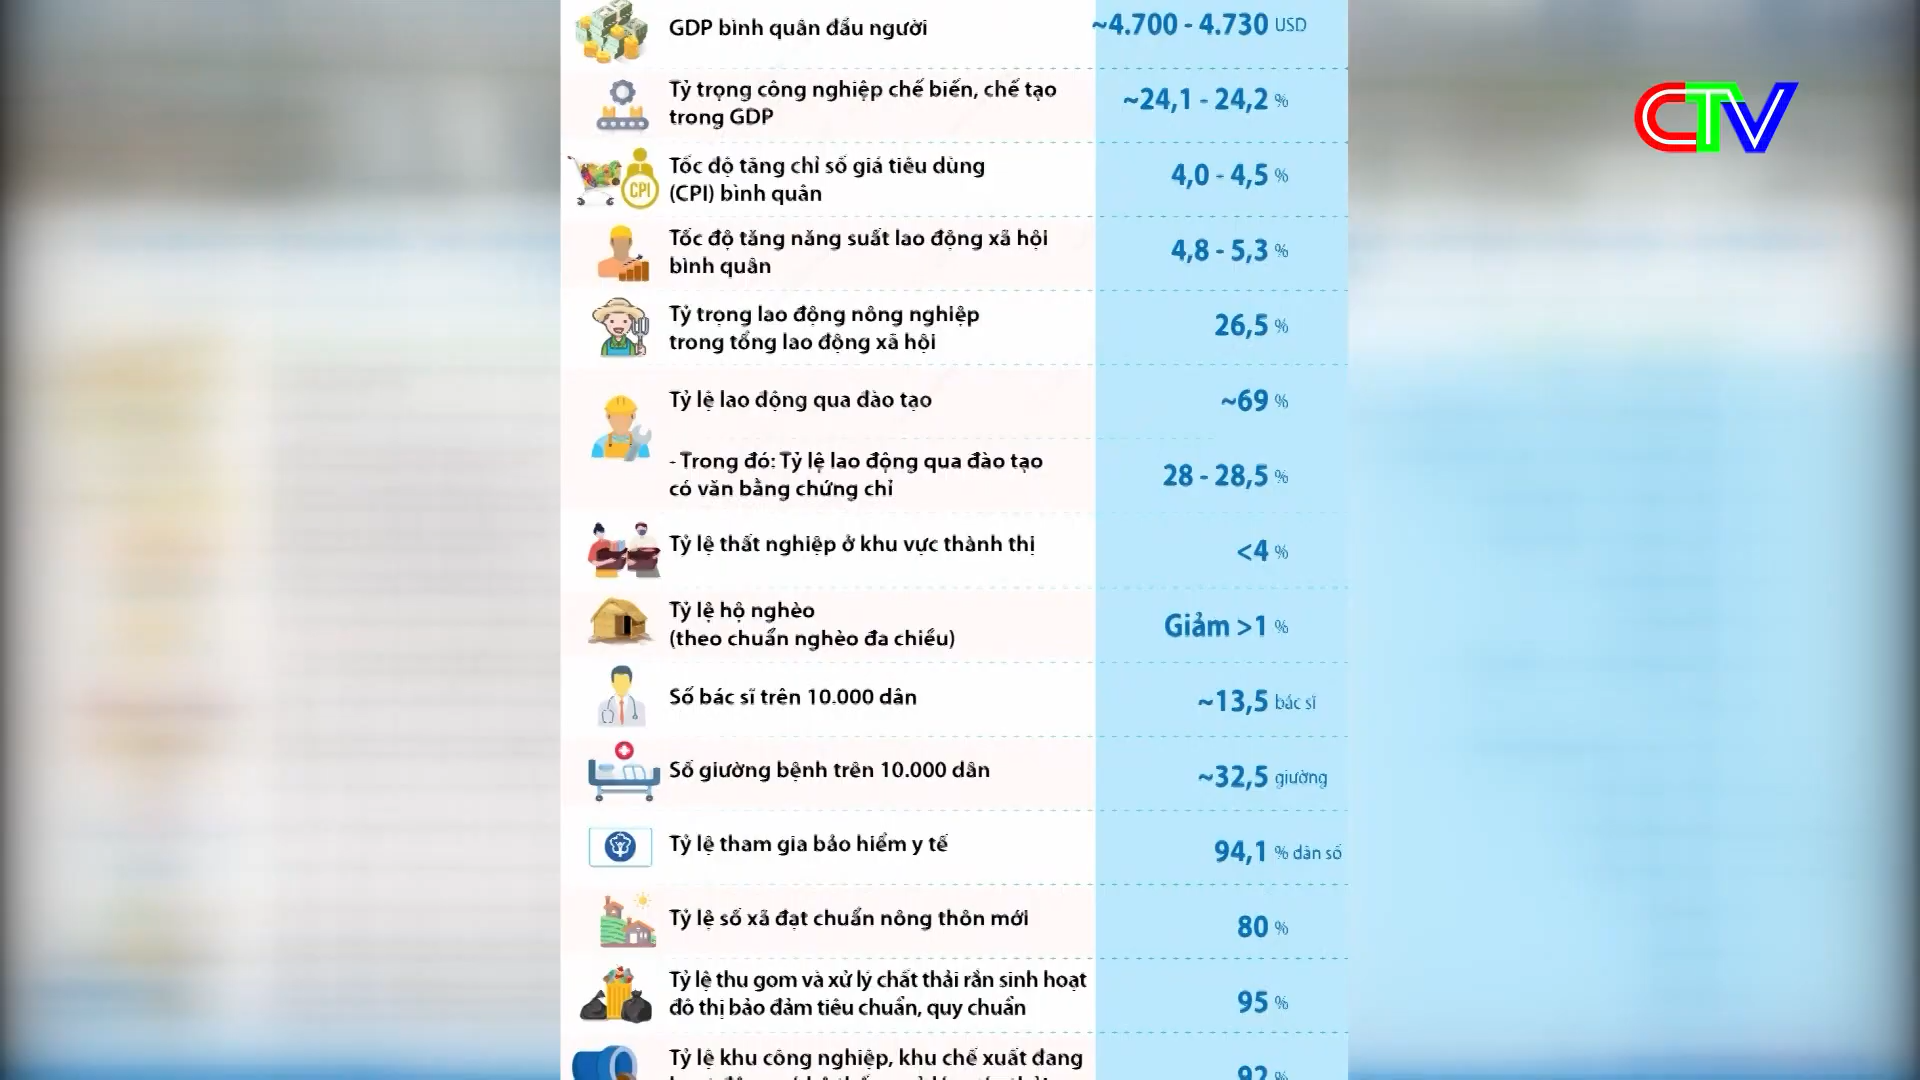 GDP bình quân đầu người
~4.700 - 4.730 USD
CTV
Tỷ trọng công nghiệp chế biến, chế tạo
trong GDP
~24,1 - 24,2 %
Tốc độ tăng chỉ số giá tiêu dùng
(CPI) bình quân
CPI
4,0 - 4,5 %
Tốc độ tăng năng suất lao động xã hội
bình quân
4,8 - 5,3 %
Tỷ trọng lao động nông nghiệp
trong tổng lao động xã hội
26,5 %
Tỷ lệ lao động qua đào tạo
~69 %
- Trong đó: Tỷ lệ lao động qua đào tạo
có văn bằng chứng chỉ
28 - 28,5 %
Tỷ lệ thất nghiệp ở khu vực thành thị
<4 %
Tỷ lệ hộ nghèo
(theo chuẩn nghèo đa chiều)
Giảm >1 %
Số bác sĩ trên 10.000 dân
~13,5 bác sĩ
Số giường bệnh trên 10.000 dân
~32,5 giường
Tỷ lệ tham gia bảo hiểm y tế
94,1 % dân số
Tỷ lệ số xã đạt chuẩn nông thôn mới
80 %
Tỷ lệ thu gom và xử lý chất thải rắn sinh hoạt
đô thị bảo đảm tiêu chuẩn, quy chuẩn
95 %
Tỷ lệ khu công nghiệp, khu chế xuất đang
92 %